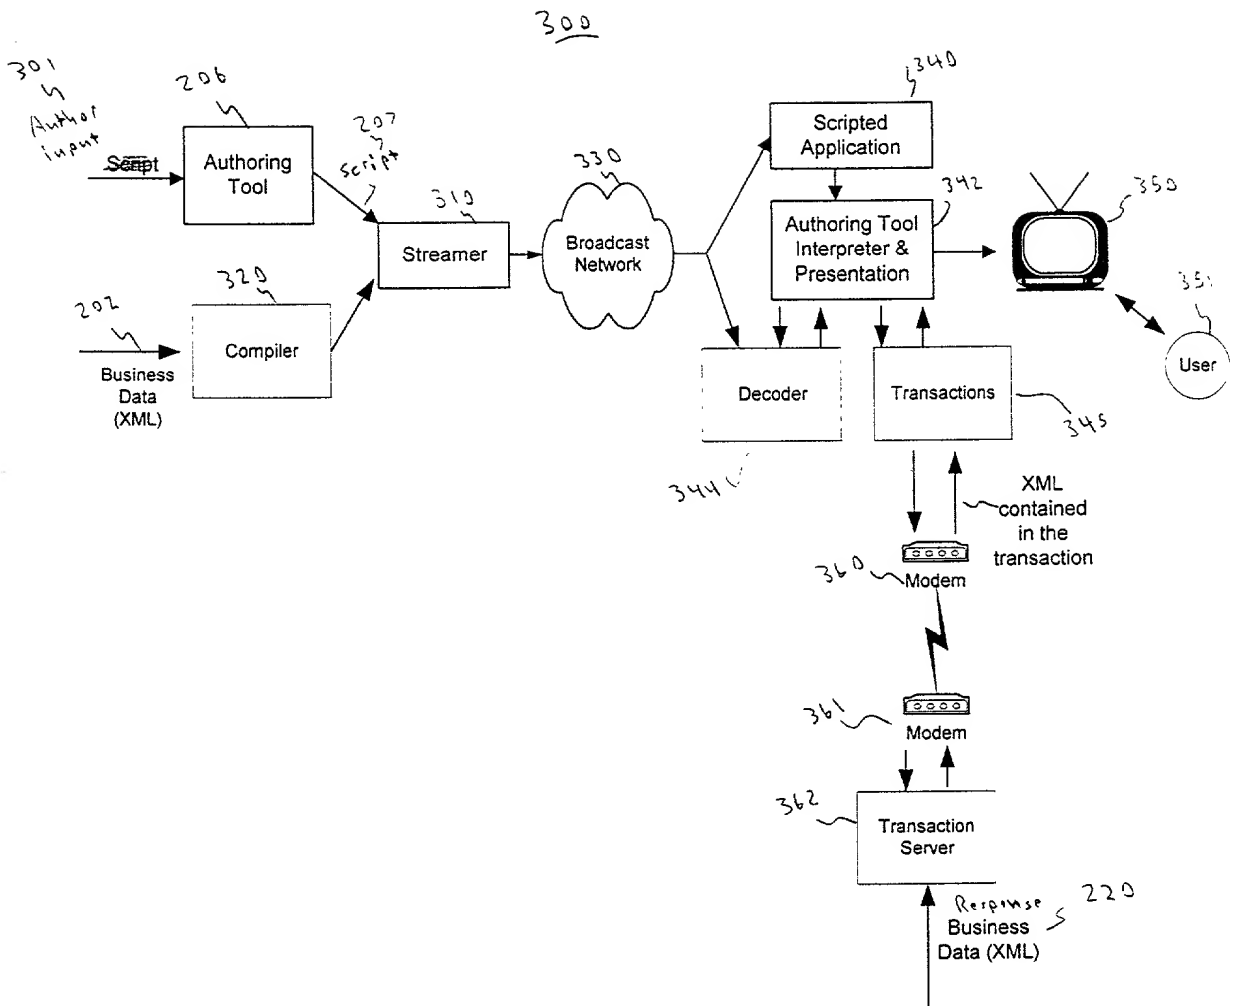 300
301
Author
input
Script
206
Authoring
Tool
207
Script
310
Streamer
330
Broadcast
Network
340
Scripted
Application
342
Authoring Tool
Interpreter &
Presentation
350
351
User
202
Business
Data
(XML)
320
Compiler
Decoder
344
Transactions
345
XML
contained
in the
transaction
360
Modem
361
Modem
362
Transaction
Server
Response
220
Business
Data (XML)